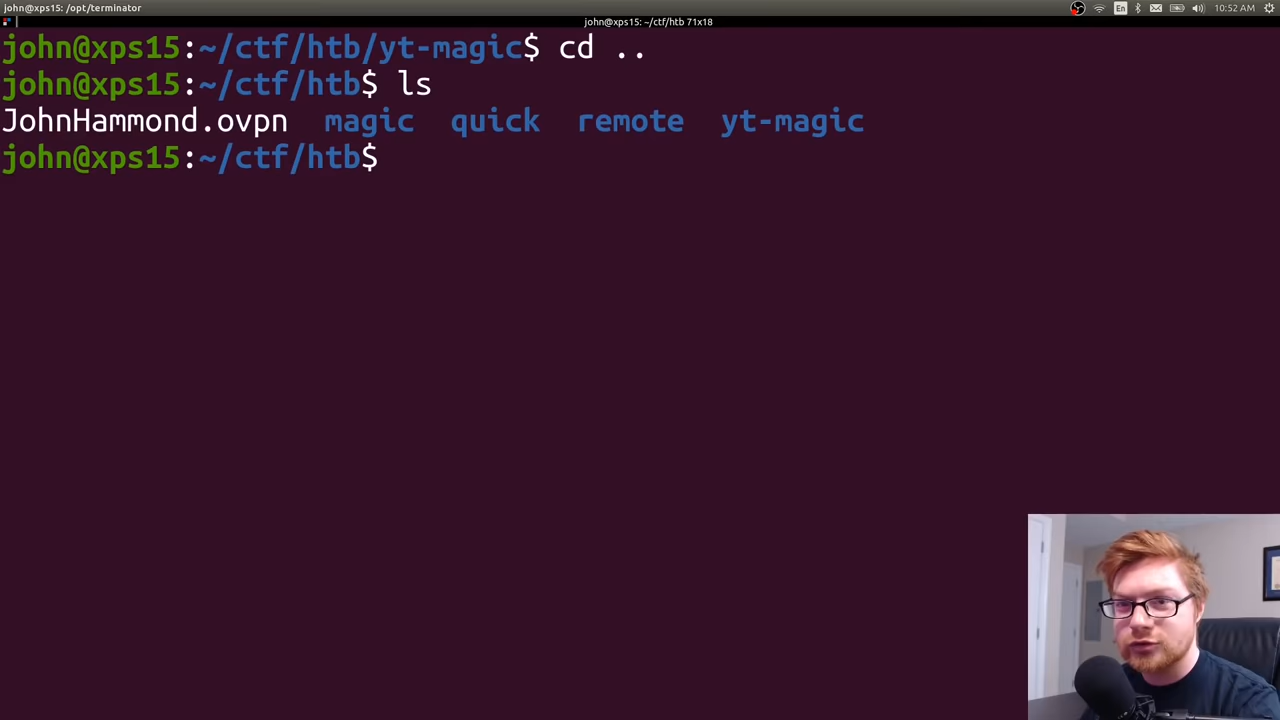 john@xps15: /opt/terminator
En
10:52 AM
john@xps15: ~/ctf/htb 71x18
john@xps15:~/ctf/htb/yt-magic$ cd ..
john@xps15:~/ctf/htb$ ls
JohnHammond.ovpn magic quick remote yt-magic
john@xps15:~/ctf/htb$